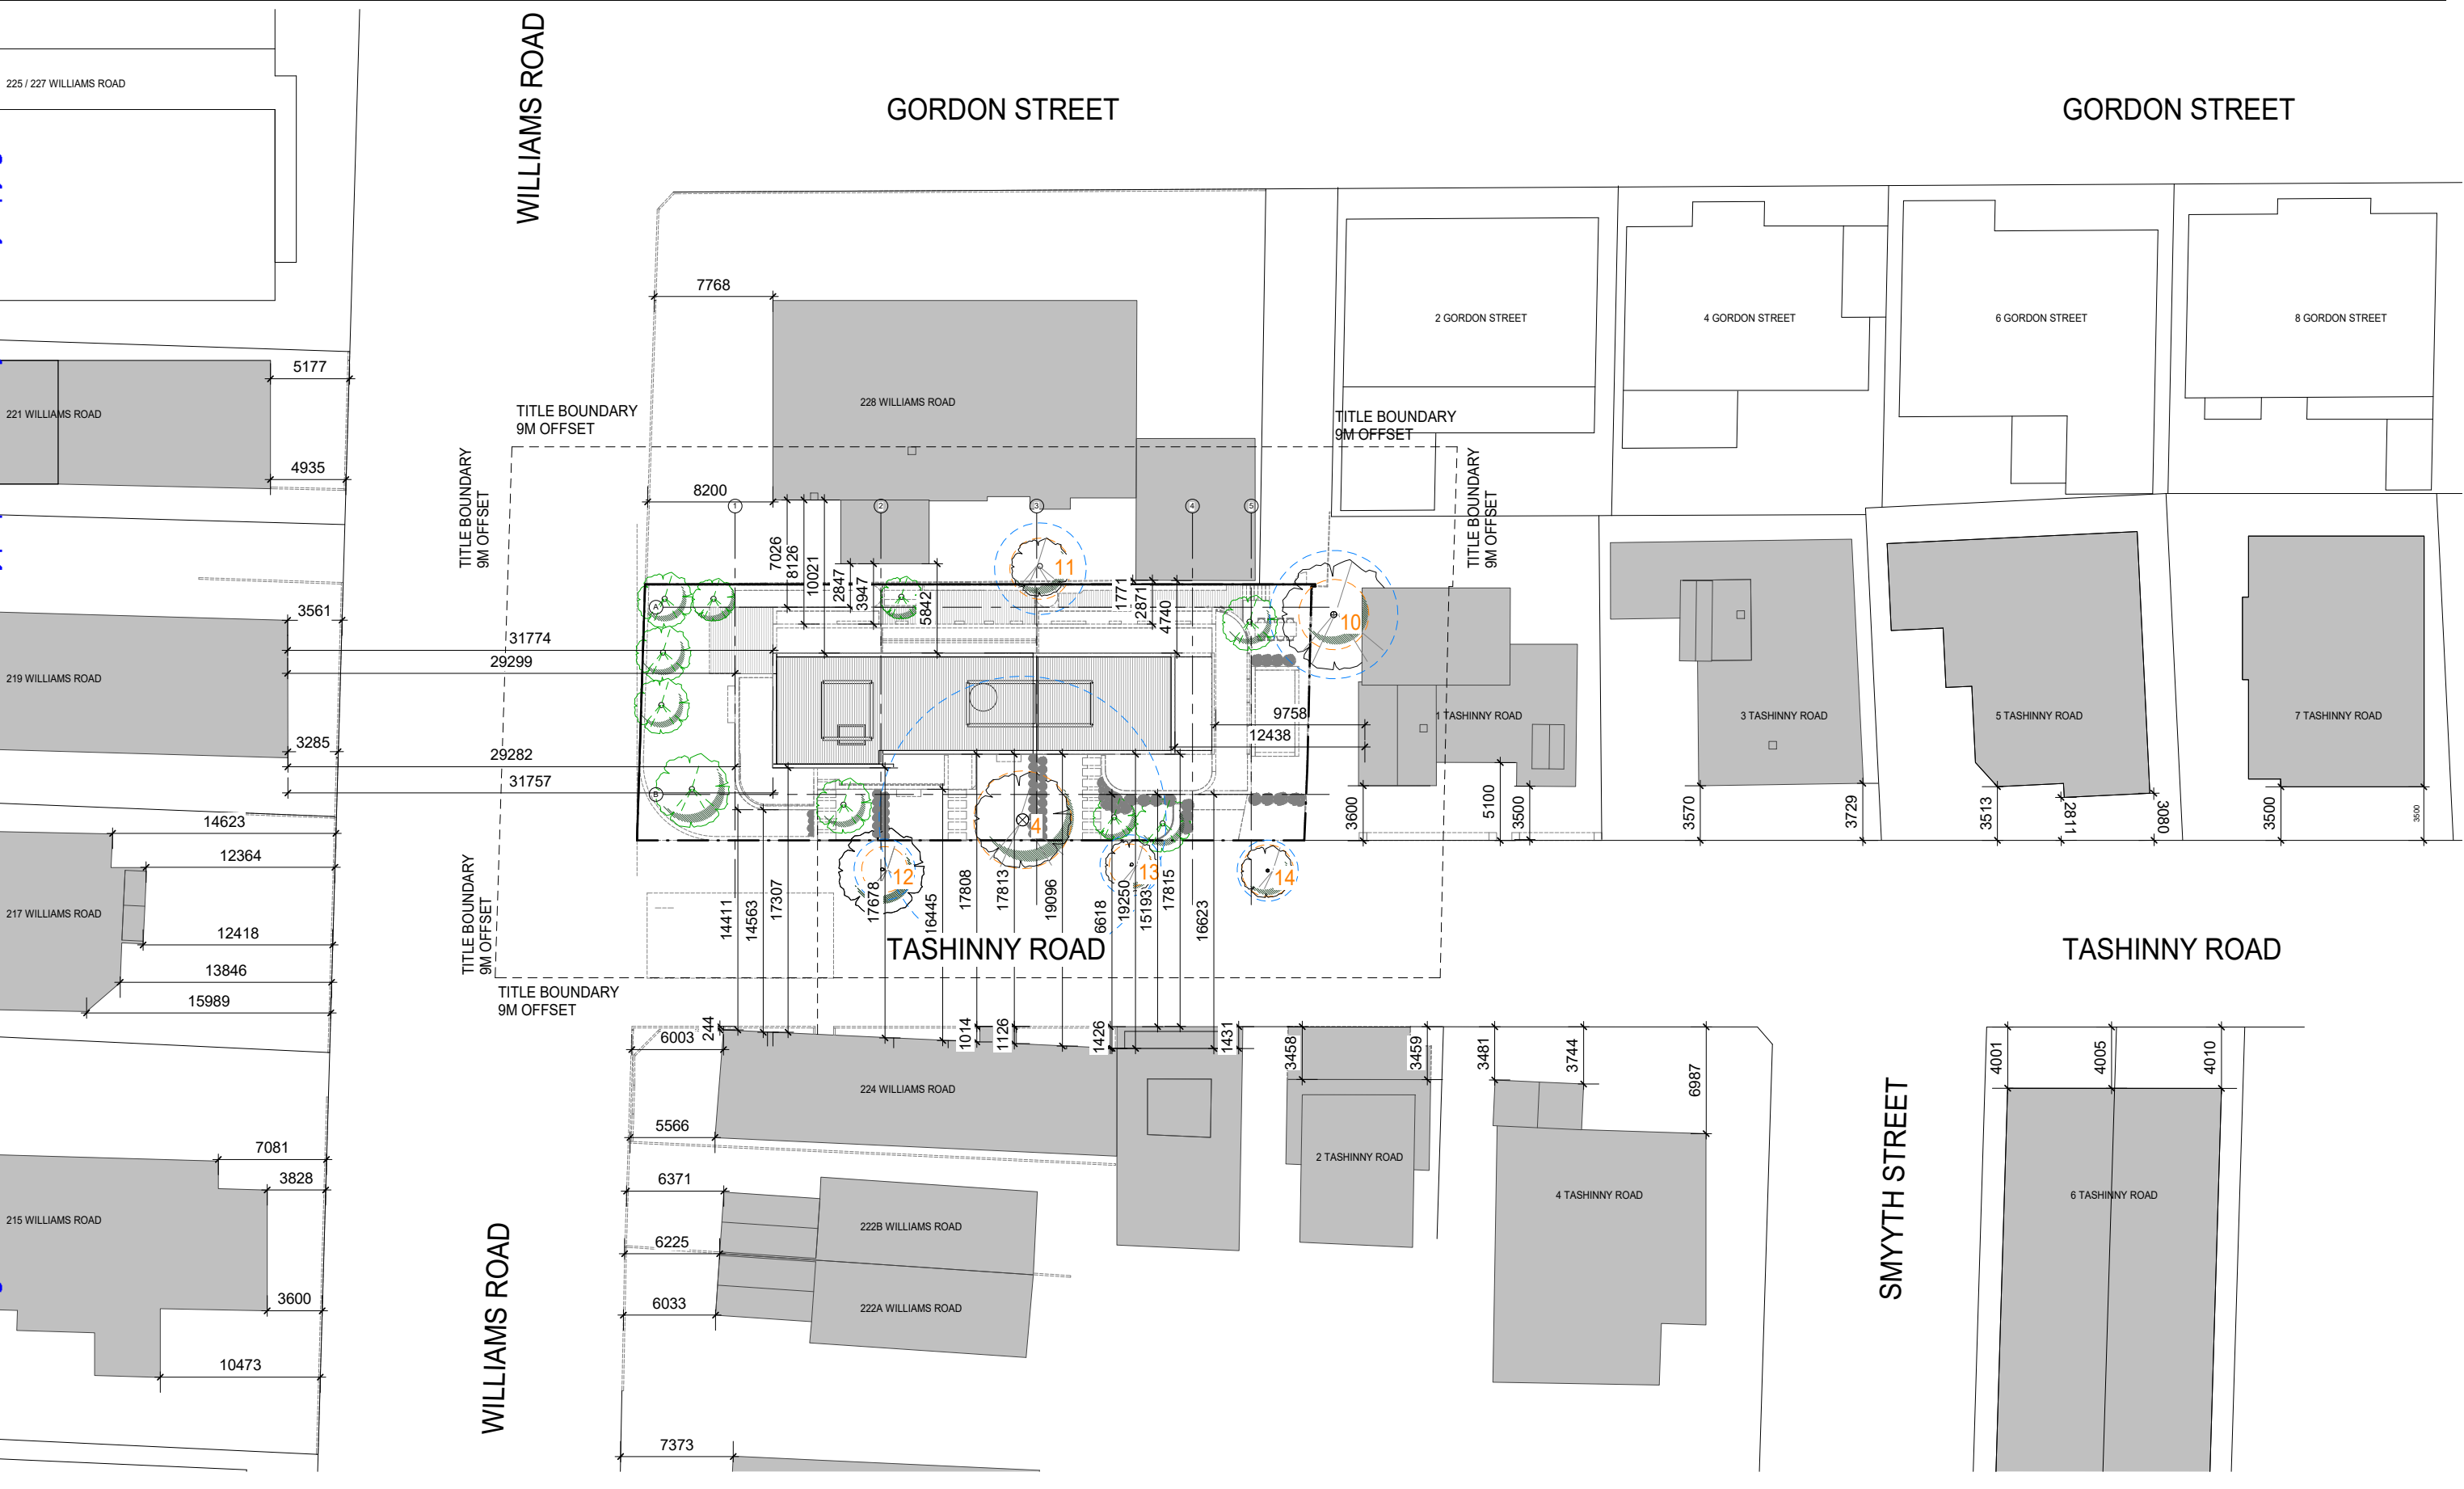 WILLIAMS ROAD
GORDON STREET
GORDON STREET
225 / 227 WILLIAMS ROAD
7768
2 GORDON STREET
4 GORDON STREET
6 GORDON STREET
8 GORDON STREET
5177
221 WILLIAMS ROAD
228 WILLIAMS ROAD
TITLE BOUNDARY
9M OFFSET
TITLE BOUNDARY
9M OFFSET
TITLE BOUNDARY
9M OFFSET
TITLE BOUNDARY
9M OFFSET
4935
8200
1
2
3
4
5
7026
8126
10021
2847
3947
5842
1771
2871
4740
11
10
A
3561
31774
29299
219 WILLIAMS ROAD
3285
29282
31757
9758
12438
1 TASHINNY ROAD
3 TASHINNY ROAD
5 TASHINNY ROAD
7 TASHINNY ROAD
B
4
3600
5100
3500
3570
3729
3513
2811
3080
3500
3500
14623
12364
217 WILLIAMS ROAD
12418
13846
15989
12
13
14
14411
14563
17307
17678
16445
17808
17813
19096
6618
19250
15193
17815
16623
TITLE BOUNDARY
9M OFFSET
TASHINNY ROAD
TASHINNY ROAD
TITLE BOUNDARY
9M OFFSET
6003
244
1014
1126
1426
1431
3458
3459
3481
3744
6987
4001
4005
4010
224 WILLIAMS ROAD
5566
7081
3828
6371
2 TASHINNY ROAD
4 TASHINNY ROAD
6 TASHINNY ROAD
SMYYTH STREET
215 WILLIAMS ROAD
222B WILLIAMS ROAD
6225
3600
6033
222A WILLIAMS ROAD
WILLIAMS ROAD
10473
7373